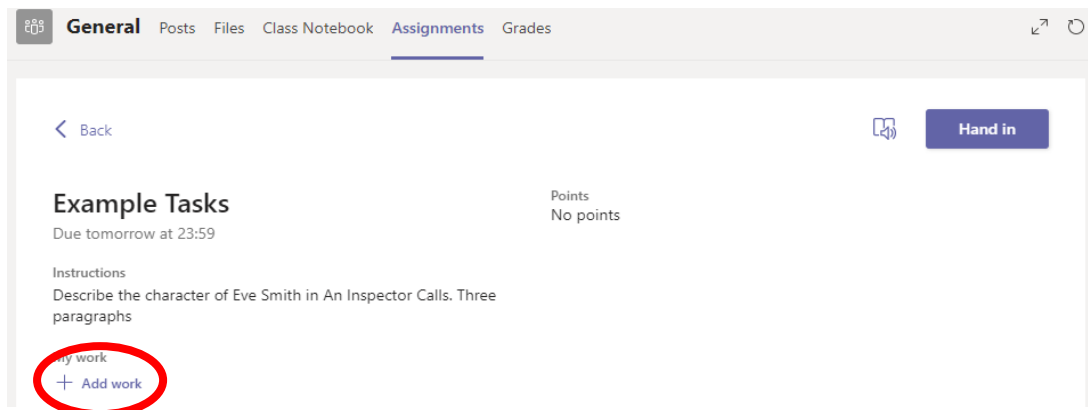 General Posts Files Class Notebook Assignments Grades
Back
Hand in
Example Tasks
Due tomorrow at 23:59
Points
No points
Instructions
Describe the character of Eve Smith in An Inspector Calls. Three
paragraphs
My work
+ Add work